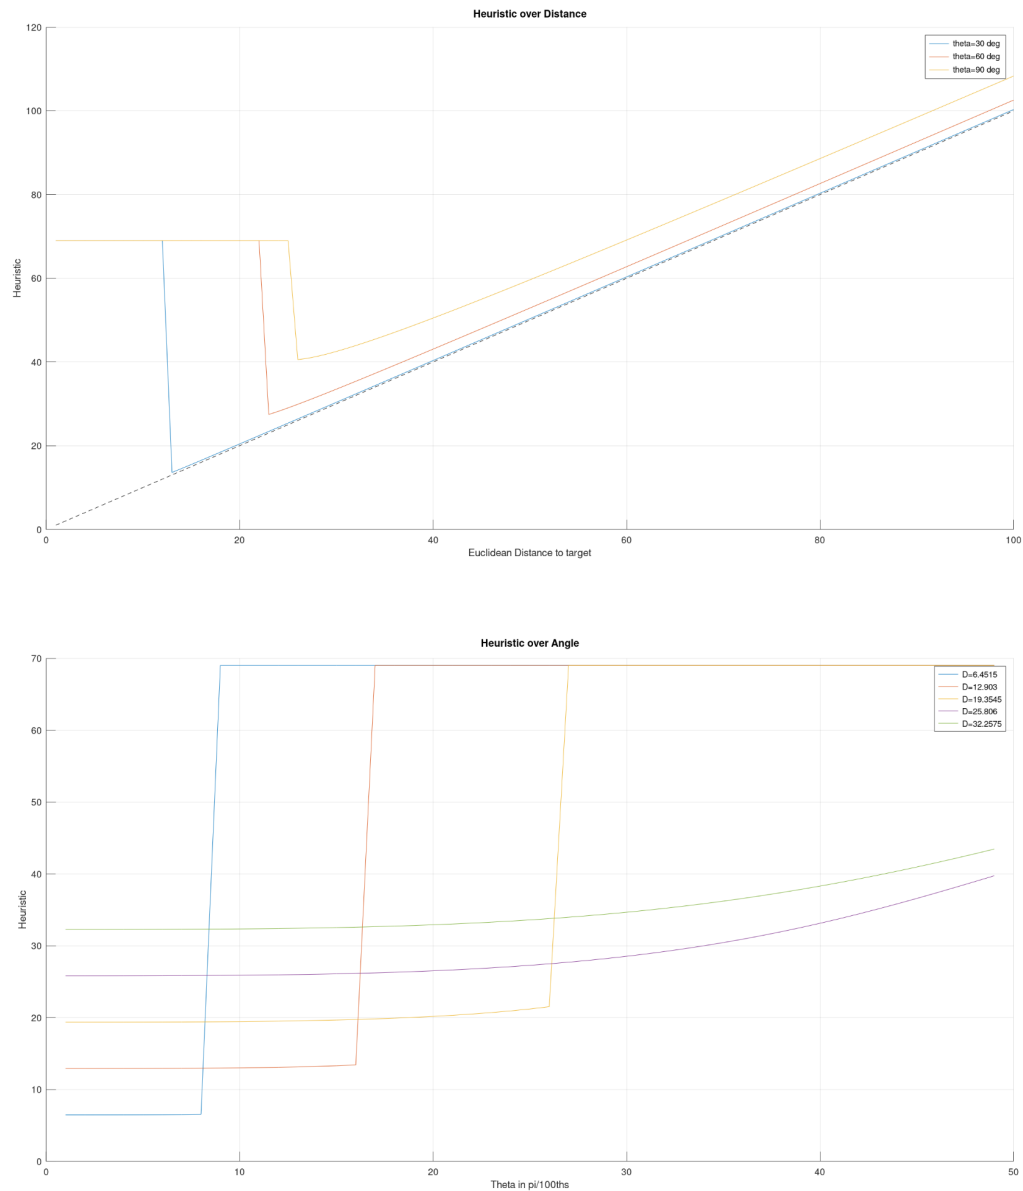 Heuristic over Distance
120
100
80
60
40
20
0
Heuristic
theta=30 deg
theta=60 deg
theta=90 deg
0 20 40 60 80 100
Euclidean Distance to target
Heuristic over Angle
70
60
50
40
30
20
10
0
Heuristic
D=6.4515
D=12.903
D=19.3545
D=25.806
D=32.2575
0 10 20 30 40 50
Theta in pi/100ths